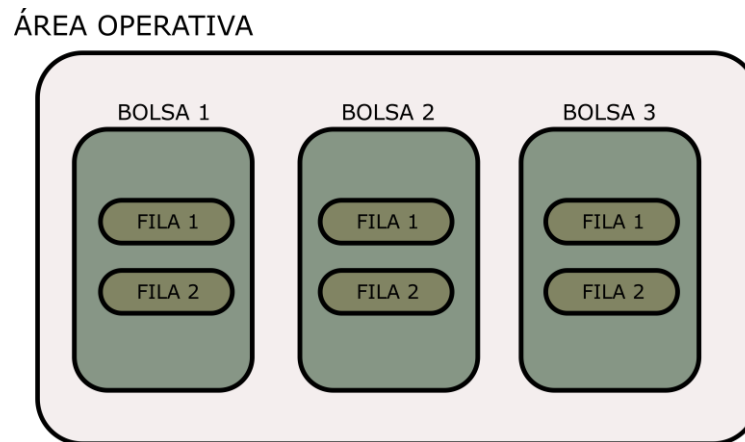 ÁREA OPERATIVA
BOLSA 1
FILA 1
FILA 2
BOLSA 2
FILA 1
FILA 2
BOLSA 3
FILA 1
FILA 2